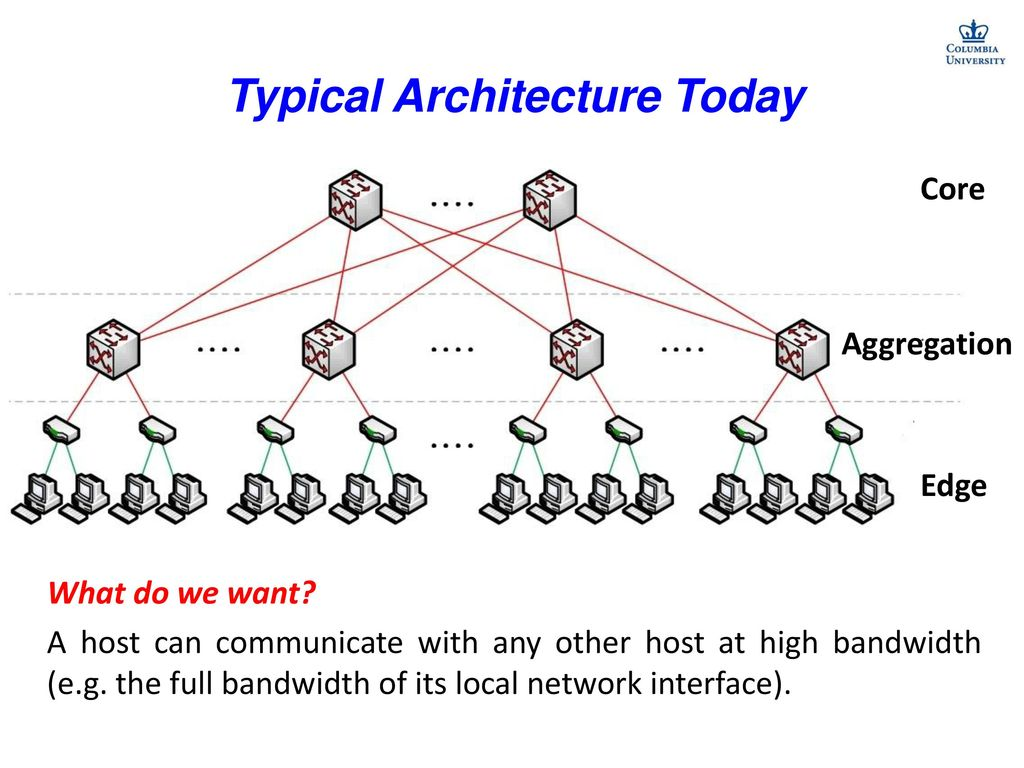 COLUMBIA
UNIVERSITY
Typical Architecture Today
Core
....
Aggregation
.... .... ....
....
Edge
What do we want?
A host can communicate with any other host at high bandwidth
(e.g. the full bandwidth of its local network interface).